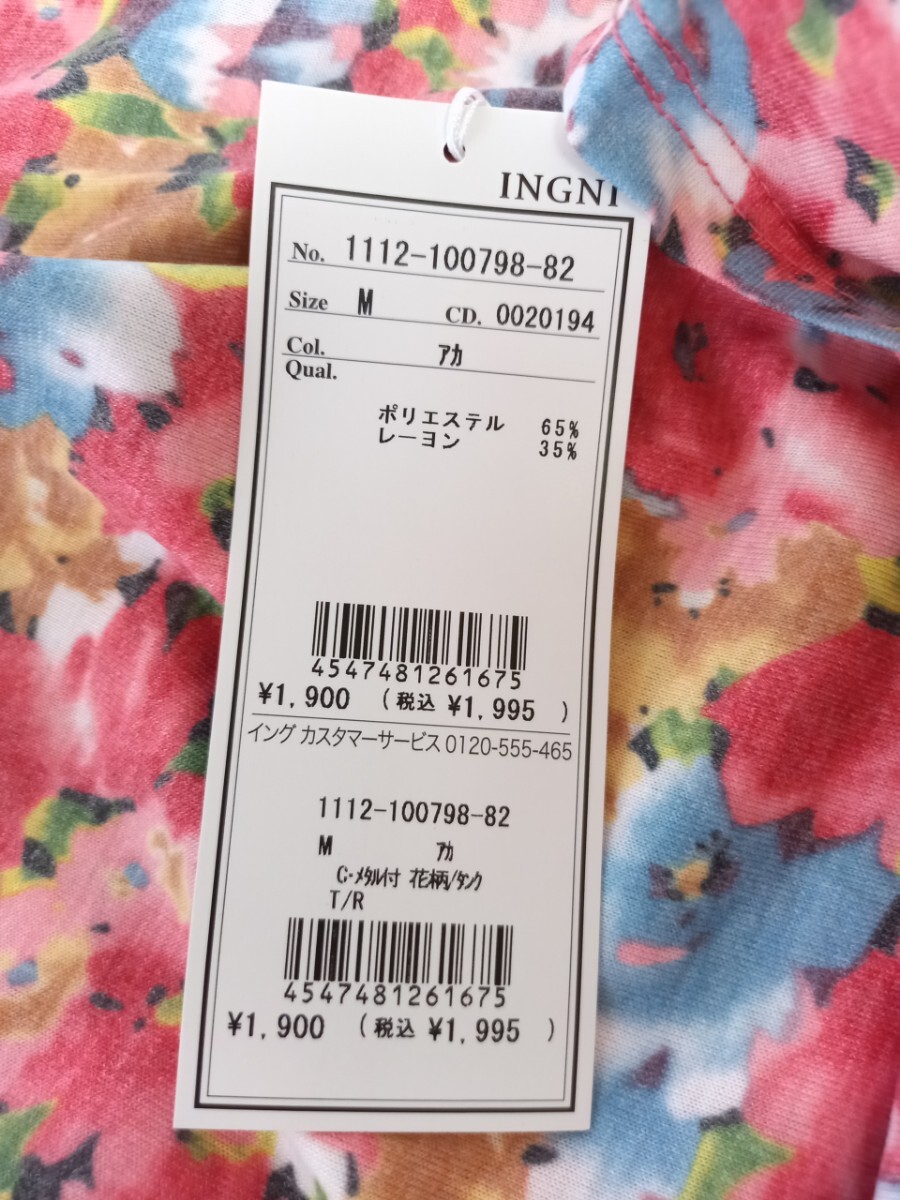 INGNI
No. 1112-100798-82
Size M CD. 0020194
Col. アカ
Qual.
ポリエステル 65%
レーヨン 35%
4547481261675
¥1,900 (税込 ¥1,995 )
イング カスタマーサービス 0120-555-465
1112-100798-82
M アカ
C:メタル付 花柄/タンク
T/R
4547481261675
¥1,900 (税込 ¥1,995 )